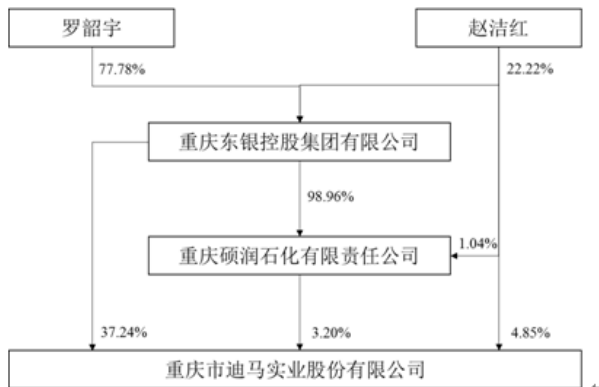 罗韶宇
赵洁红
77.78%
22.22%
重庆东银控股集团有限公司
98.96%
重庆硕润石化有限责任公司
1.04%
37.24%
3.20%
4.85%
重庆市迪马实业股份有限公司